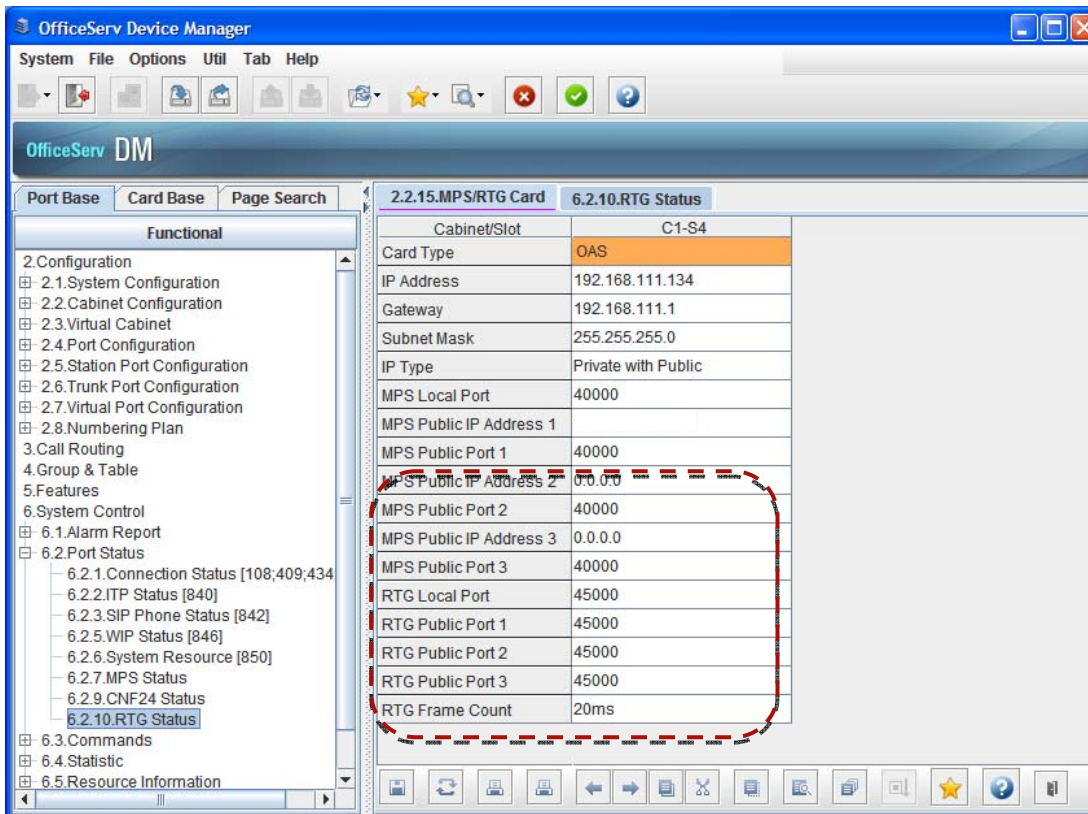 OfficeServ Device Manager
System File Options Util Tab Help
OfficeServ DM
Port Base Card Base Page Search
Functional
2.Configuration
2.1.System Configuration
2.2.Cabinet Configuration
2.3.Virtual Cabinet
2.4.Port Configuration
2.5.Station Port Configuration
2.6.Trunk Port Configuration
2.7.Virtual Port Configuration
2.8.Numbering Plan
3.Call Routing
4.Group & Table
5.Features
6.System Control
6.1.Alarm Report
6.2.Port Status
6.2.1.Connection Status [108;409;434
6.2.2.ITP Status [840]
6.2.3.SIP Phone Status [842]
6.2.5.WIP Status [846]
6.2.6.System Resource [850]
6.2.7.MPS Status
6.2.9.CNF24 Status
6.2.10.RTG Status
6.3.Commands
6.4.Statistic
6.5.Resource Information
2.2.15.MPS/RTG Card 6.2.10.RTG Status
Cabinet/Slot C1-S4
Card Type OAS
IP Address 192.168.111.134
Gateway 192.168.111.1
Subnet Mask 255.255.255.0
IP Type Private with Public
MPS Local Port 40000
MPS Public IP Address 1
MPS Public Port 1 40000
MPS Public IP Address 2 0.0.0.0
MPS Public Port 2 40000
MPS Public IP Address 3 0.0.0.0
MPS Public Port 3 40000
RTG Local Port 45000
RTG Public Port 1 45000
RTG Public Port 2 45000
RTG Public Port 3 45000
RTG Frame Count 20ms